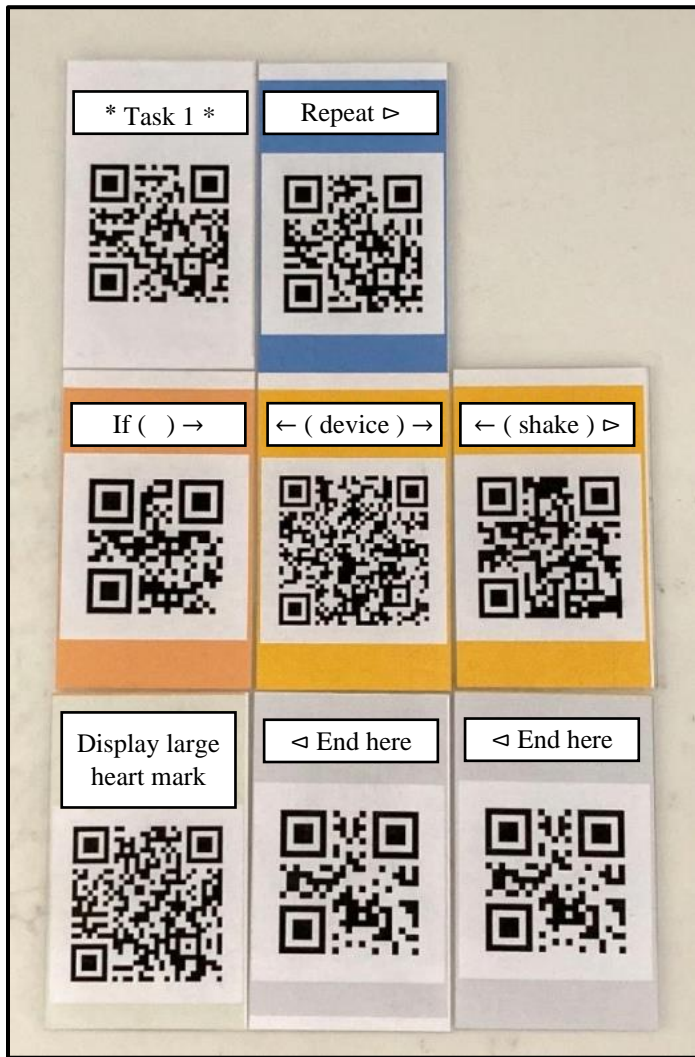 * Task 1 *
Repeat ⊳
If (   ) →
← ( device ) →
← ( shake ) ⊳
Display large
heart mark
⊲ End here
⊲ End here